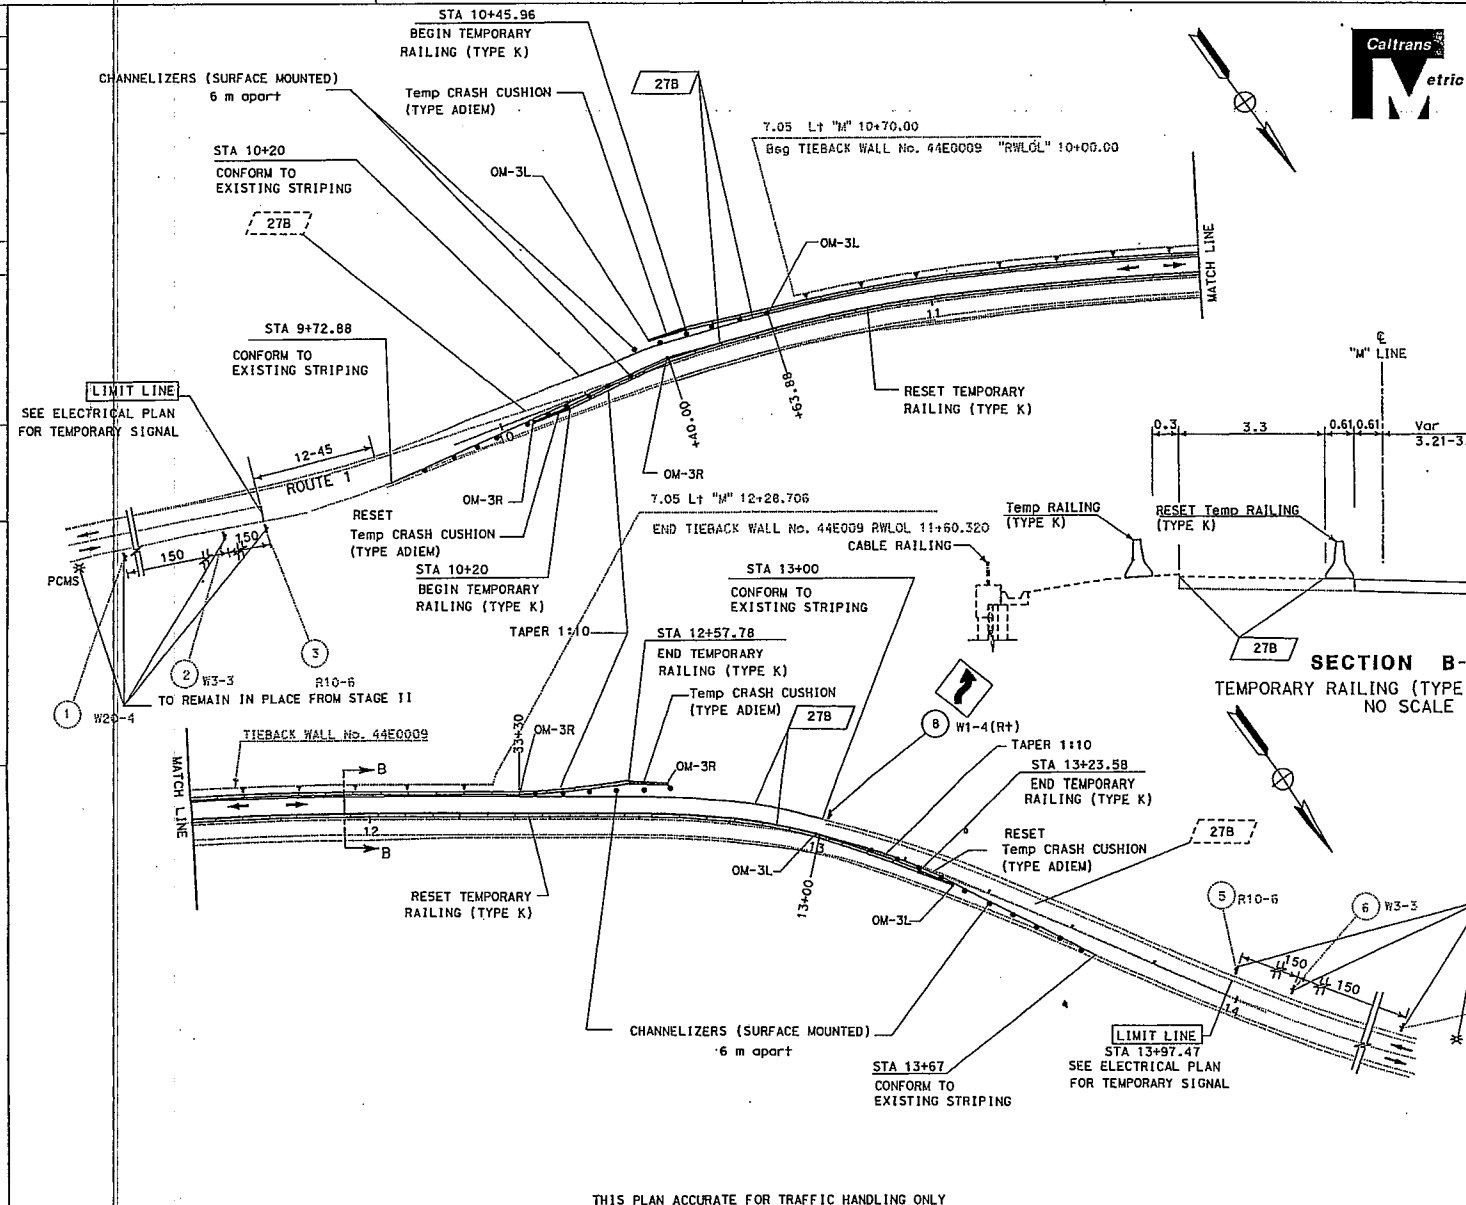 STA 10+45.96
BEGIN TEMPORARY
RAILING (TYPE K)
CHANNELIZERS (SURFACE MOUNTED)
6 m apart
Temp CRASH CUSHION
(TYPE ADIEM)
27B
Caltrans
Metric
7.05 Lt "M" 10+70.00
Beg TIEBACK WALL No. 44E0009 "RWLOL" 10+00.00
STA 10+20
CONFORM TO
EXISTING STRIPING
OM-3L
27B
OM-3L
MATCH LINE
11
STA 9+72.88
CONFORM TO
EXISTING STRIPING
LIMIT LINE
SEE ELECTRICAL PLAN
FOR TEMPORARY SIGNAL
+40.00
+63.88
RESET TEMPORARY
RAILING (TYPE K)
10
12-45
ROUTE 1
OM-3R
OM-3R
RESET
Temp CRASH CUSHION
(TYPE ADIEM)
STA 10+20
BEGIN TEMPORARY
RAILING (TYPE K)
150
150
PCMS
1 W20-4
2 W3-3
3
R10-6
TO REMAIN IN PLACE FROM STAGE II
TAPER 1:10
7.05 Lt "M" 12+28.706
END TIEBACK WALL No. 44E009 RWLOL 11+60.320
CABLE RAILING
℄
"M" LINE
0.3
3.3
0.61
0.61
Var
3.21-3.
Temp RAILING
(TYPE K)
RESET Temp RAILING
(TYPE K)
27B
SECTION B-
TEMPORARY RAILING (TYPE
NO SCALE
STA 13+00
CONFORM TO
EXISTING STRIPING
STA 12+57.78
END TEMPORARY
RAILING (TYPE K)
Temp CRASH CUSHION
(TYPE ADIEM)
27B
8 W1-4(Rt)
TAPER 1:10
STA 13+23.58
END TEMPORARY
RAILING (TYPE K)
TIEBACK WALL No. 44E0009
33+30
OM-3R
OM-3R
MATCH LINE
B
B
12
13
RESET
Temp CRASH CUSHION
(TYPE ADIEM)
27B
OM-3L
13+00
OM-3L
RESET TEMPORARY
RAILING (TYPE K)
5 R10-6
6 W3-3
150
150
14
CHANNELIZERS (SURFACE MOUNTED)
6 m apart
LIMIT LINE
STA 13+97.47
SEE ELECTRICAL PLAN
FOR TEMPORARY SIGNAL
STA 13+67
CONFORM TO
EXISTING STRIPING
THIS PLAN ACCURATE FOR TRAFFIC HANDLING ONLY